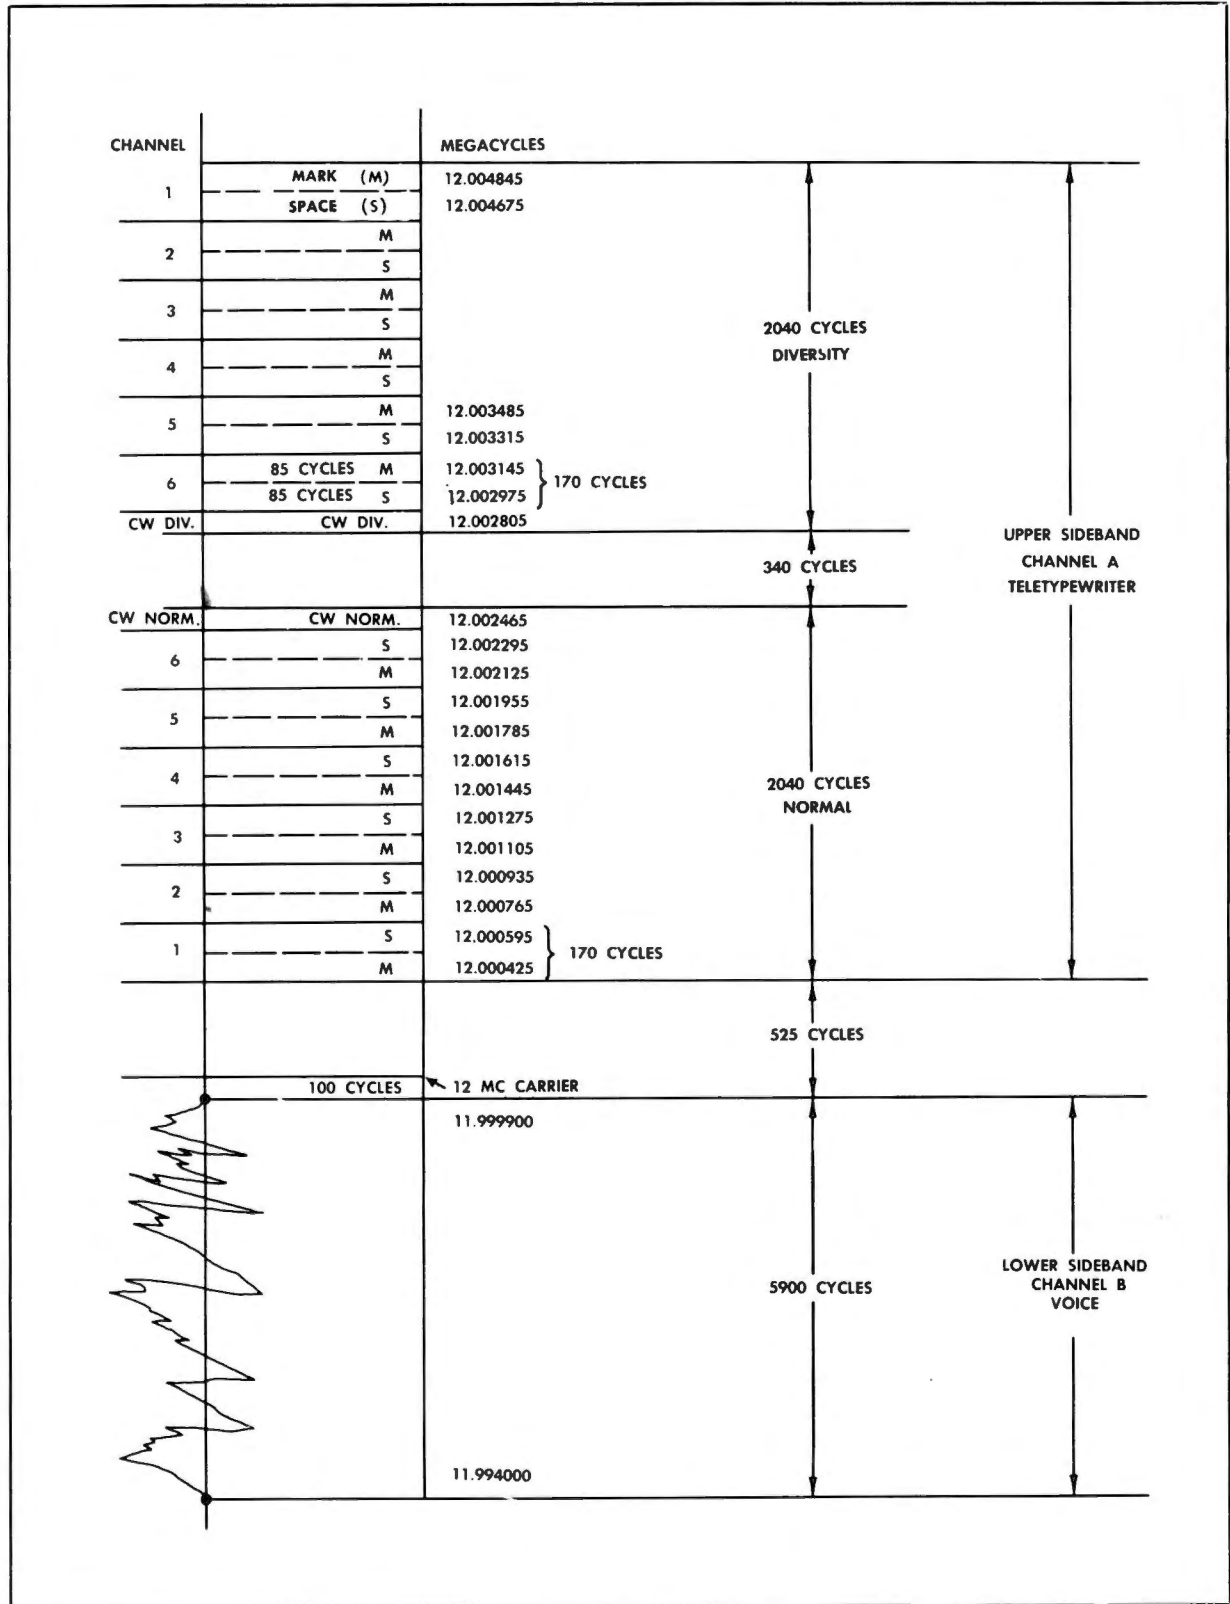 CHANNEL MEGACYCLES
1 MARK (M) 12.004845
SPACE (S) 12.004675
2 M
S
3 M
S
4 M
S
5 M 12.003485
S 12.003315
6 85 CYCLES M 12.003145
85 CYCLES S 12.002975
170 CYCLES
CW DIV. CW DIV. 12.002805
2040 CYCLES
DIVERSITY
340 CYCLES
UPPER SIDEBAND
CHANNEL A
TELETYPEWRITER
CW NORM. CW NORM. 12.002465
6 S 12.002295
M 12.002125
5 S 12.001955
M 12.001785
4 S 12.001615
M 12.001445
3 S 12.001275
M 12.001105
2 S 12.000935
M 12.000765
1 S 12.000595
M 12.000425
170 CYCLES
2040 CYCLES
NORMAL
525 CYCLES
100 CYCLES 12 MC CARRIER
11.999900
5900 CYCLES
LOWER SIDEBAND
CHANNEL B
VOICE
11.994000